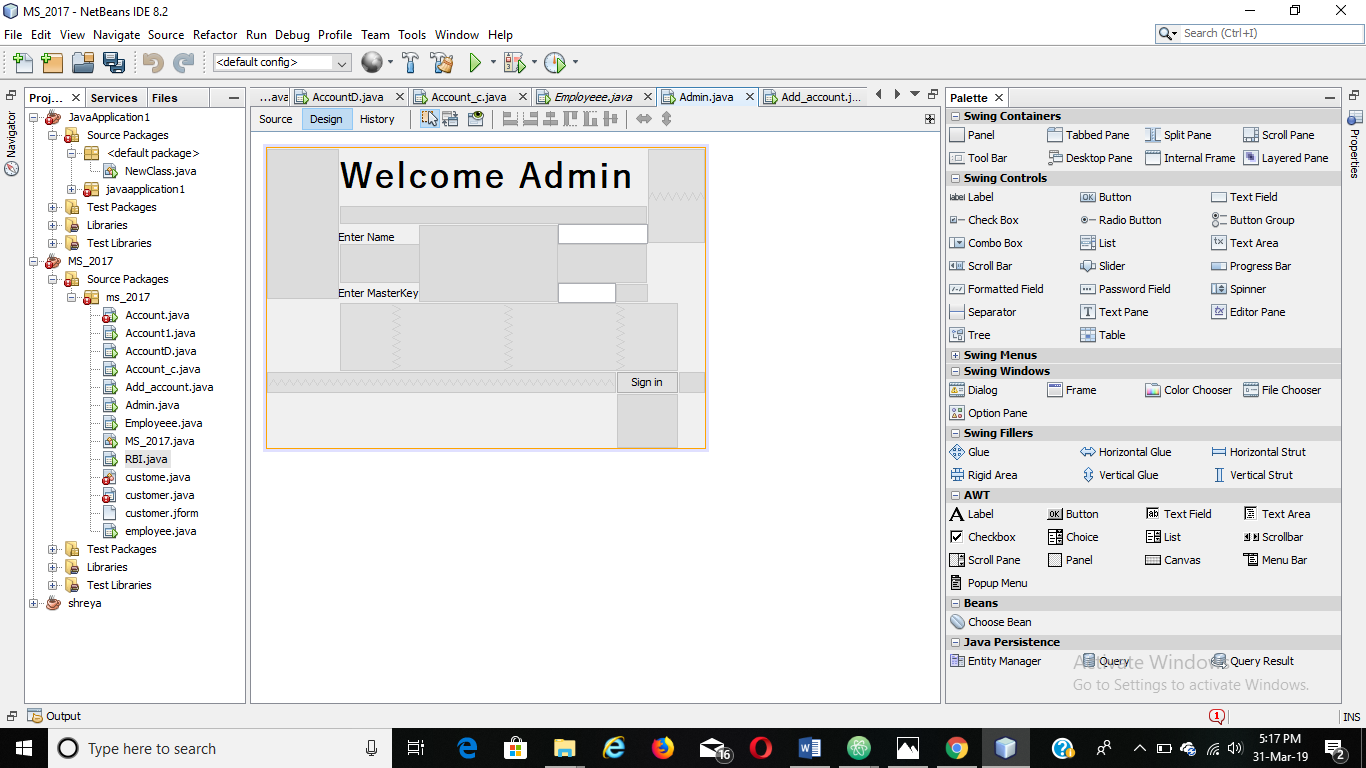 MS_2017 - NetBeans IDE 8.2
File Edit View Navigate Source Refactor Run Debug Profile Team Tools Window Help
Search (Ctrl+I)
<default config>
Proj... Services Files
Navigator
JavaApplication1
Source Packages
<default package>
NewClass.java
javaapplication1
Test Packages
Libraries
Test Libraries
MS_2017
Source Packages
ms_2017
Account.java
Account1.java
AccountD.java
Account_c.java
Add_account.java
Admin.java
Employeee.java
MS_2017.java
RBI.java
custome.java
customer.java
customer.jform
employee.java
Test Packages
Libraries
Test Libraries
shreya
...ava AccountD.java Account_c.java Employeee.java Admin.java Add_account.j...
Source Design History
Welcome Admin
Enter Name
Enter MasterKey
Sign in
Palette
Properties
Swing Containers
Panel Tabbed Pane Split Pane Scroll Pane
Tool Bar Desktop Pane Internal Frame Layered Pane
Swing Controls
label Label OK Button Text Field
Check Box Radio Button Button Group
Combo Box List Text Area
Scroll Bar Slider Progress Bar
Formatted Field Password Field Spinner
Separator Text Pane Editor Pane
Tree Table
Swing Menus
Swing Windows
Dialog Frame Color Chooser File Chooser
Option Pane
Swing Fillers
Glue Horizontal Glue Horizontal Strut
Rigid Area Vertical Glue Vertical Strut
AWT
A Label OK Button ab Text Field Text Area
Checkbox Choice List Scrollbar
Scroll Pane Panel Canvas Menu Bar
Popup Menu
Beans
Choose Bean
Java Persistence
Entity Manager Query Query Result
Activate Windows
Go to Settings to activate Windows.
Output
1
INS
Type here to search
16
5:17 PM
31-Mar-19
2